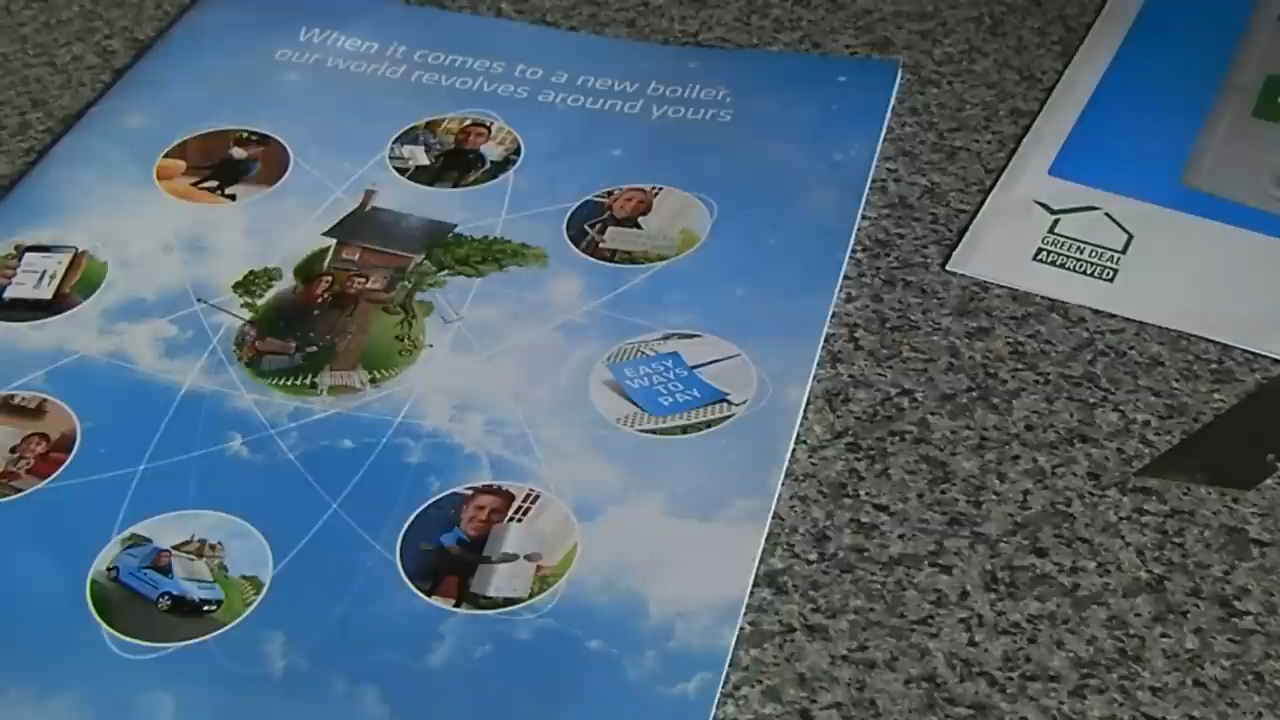 When it comes to a new boiler,
our world revolves around yours
EASY
WAYS
TO
PAY
GREEN DEAL
APPROVED